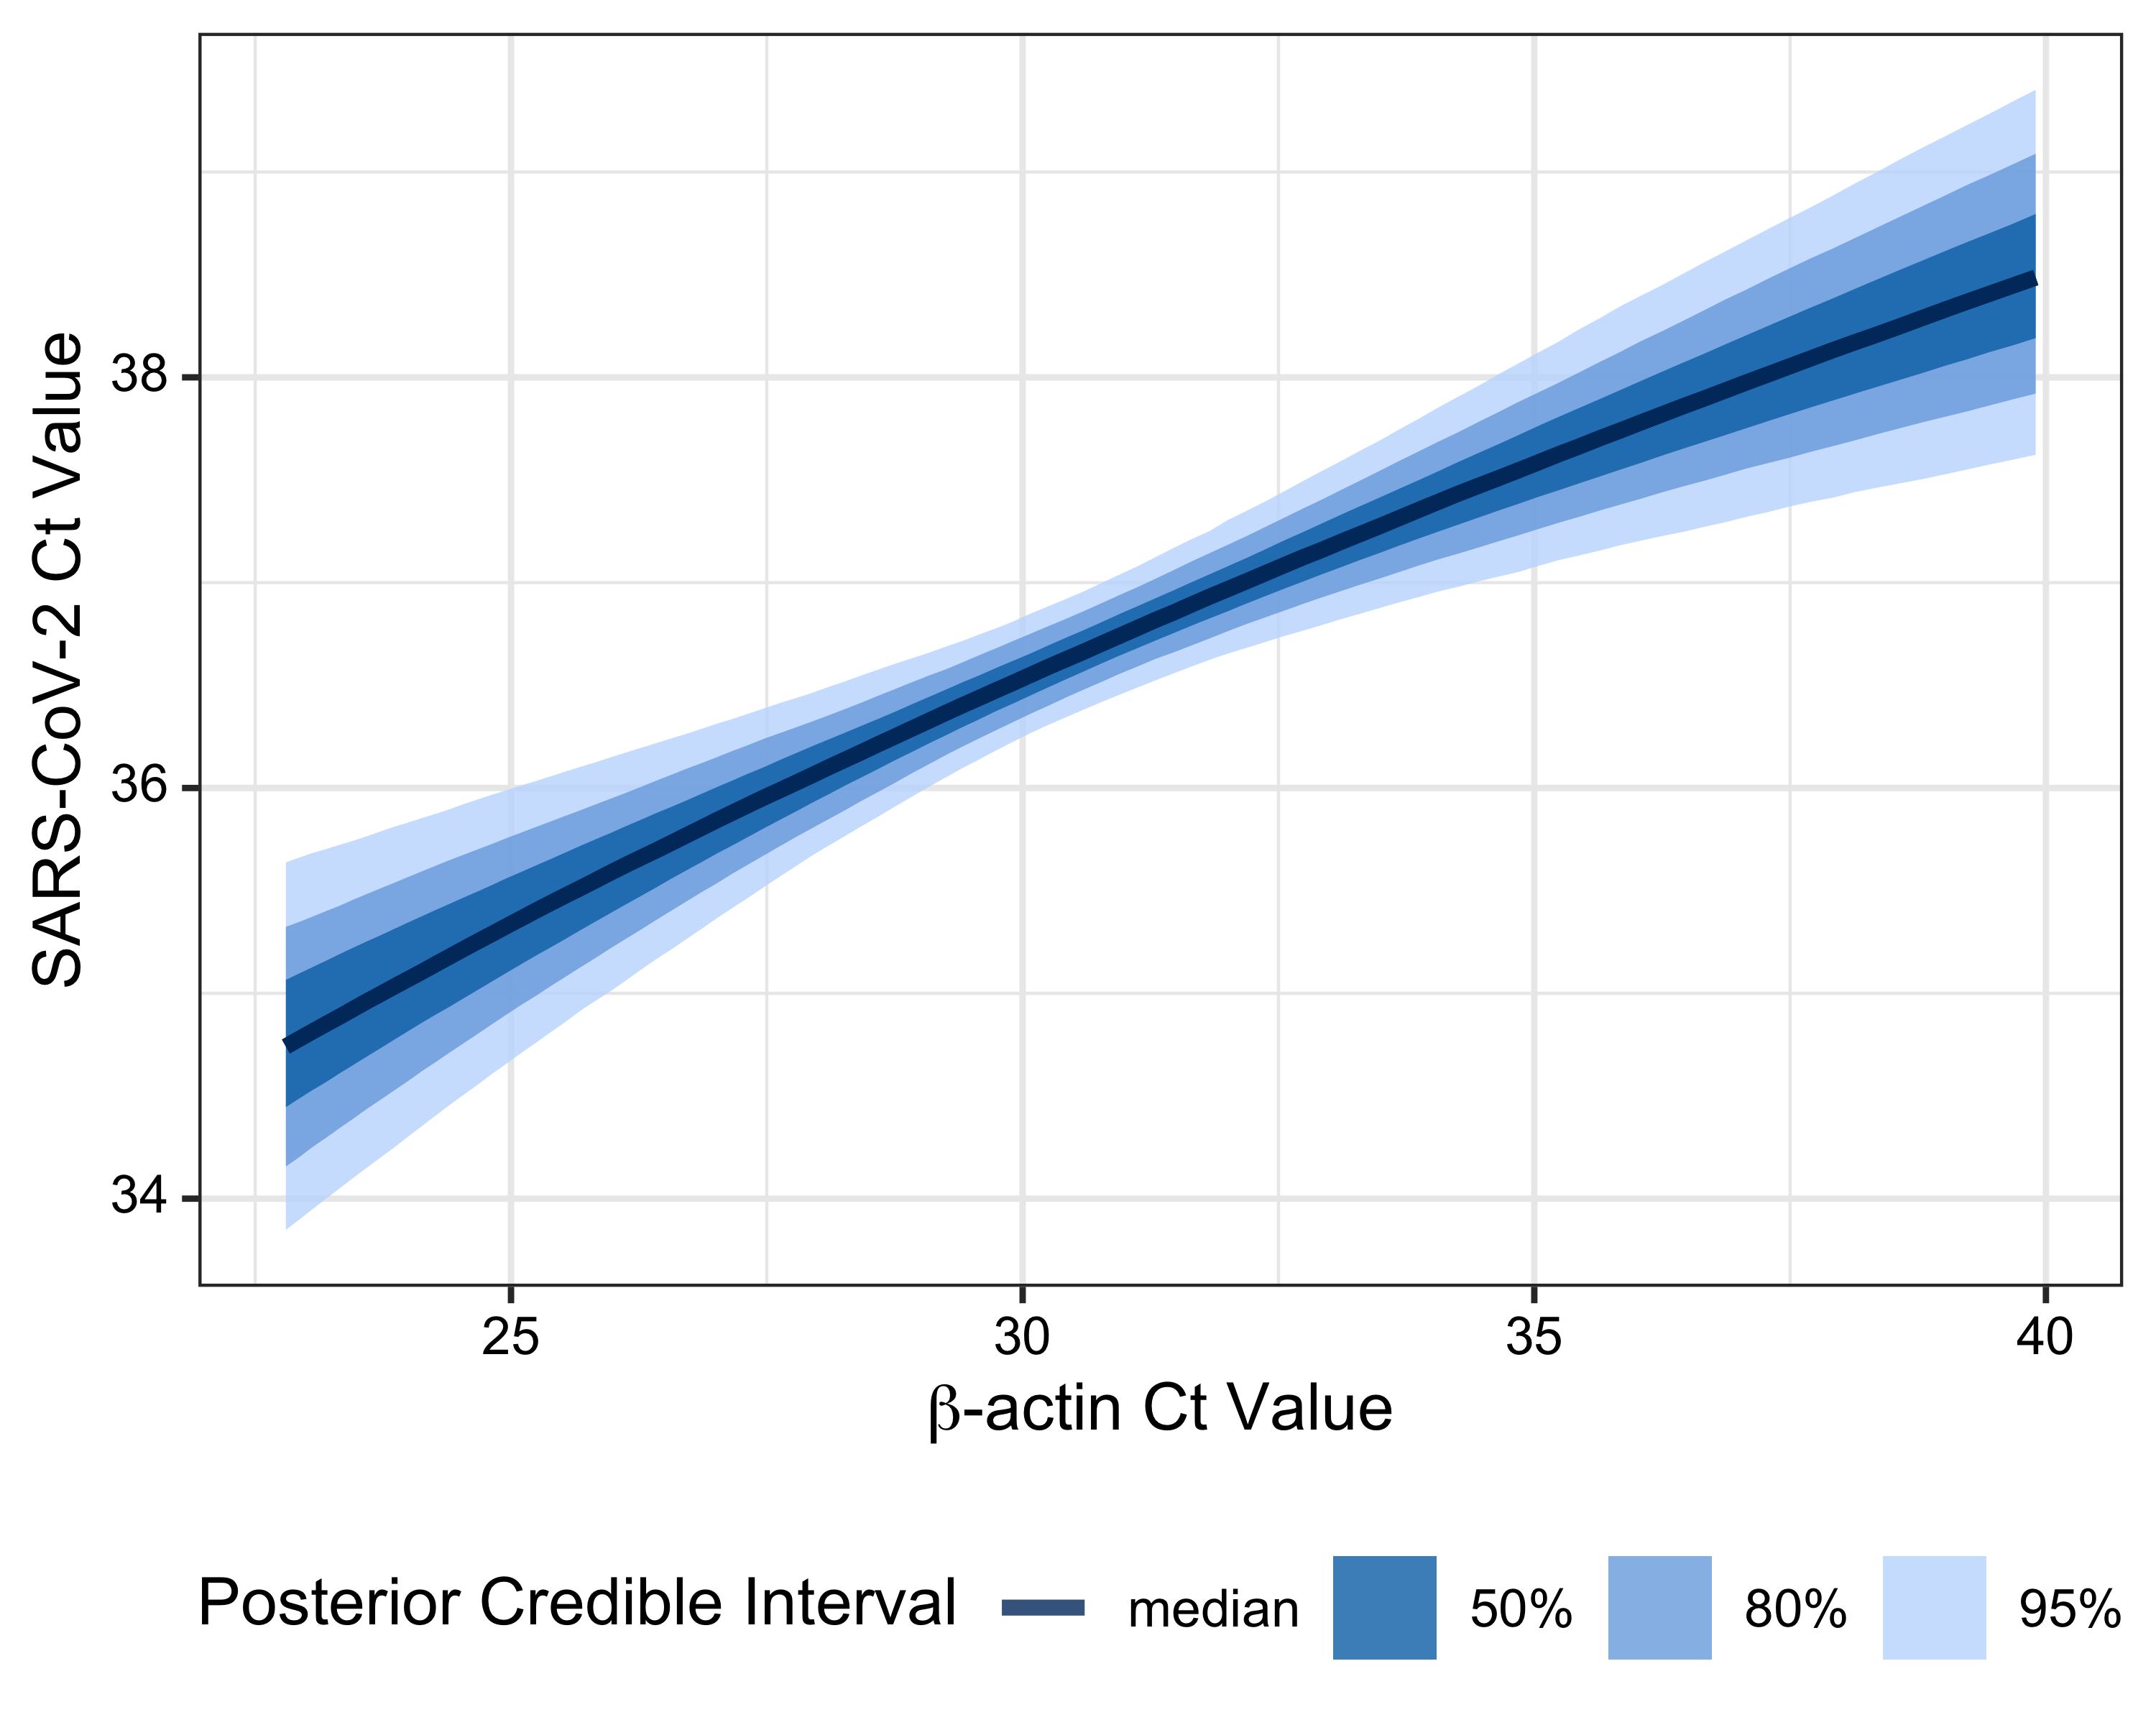 SARS-CoV-2 Ct Value
38
36
34
25 30 35 40
β-actin Ct Value
Posterior Credible Interval median 50% 80% 95%